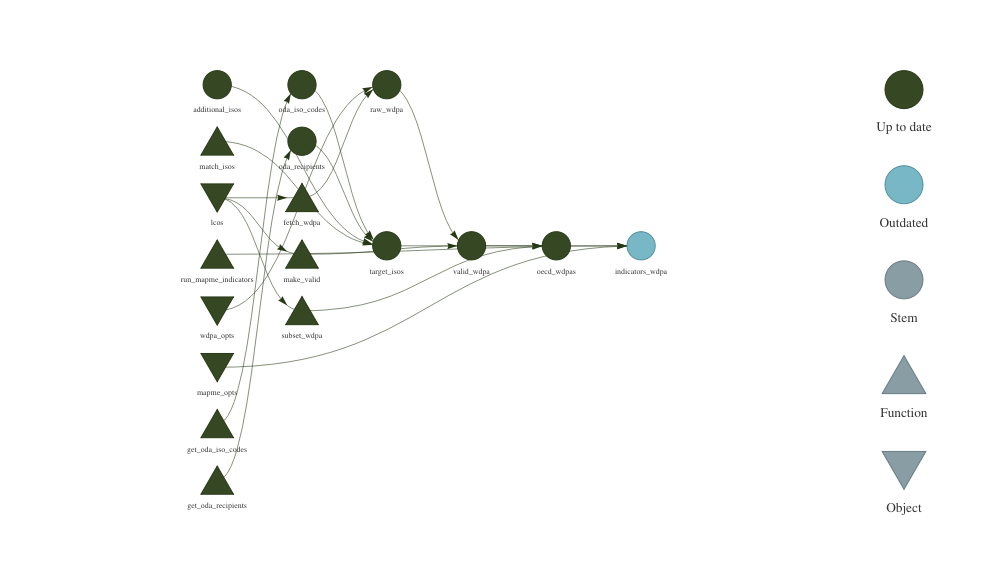 additional_isos
oda_iso_codes
raw_wdpa
match_isos
oda_recipients
lcos
fetch_wdpa
run_mapme_indicators
make_valid
target_isos
valid_wdpa
oecd_wdpas
indicators_wdpa
wdpa_opts
subset_wdpa
mapme_opts
get_oda_iso_codes
get_oda_recipients
Up to date
Outdated
Stem
Function
Object